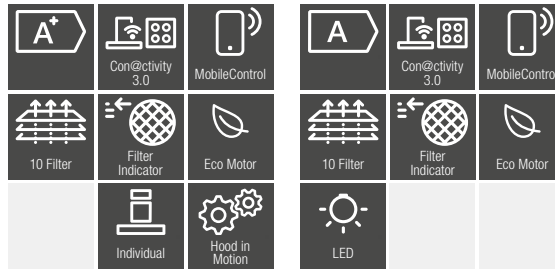 A+
Con@ctivity
3.0
MobileControl
10 Filter
Filter
Indicator
Eco Motor
Individual
Hood in
Motion
A
Con@ctivity
3.0
MobileContro
10 Filter
Filter
Indicator
Eco Motor
LED